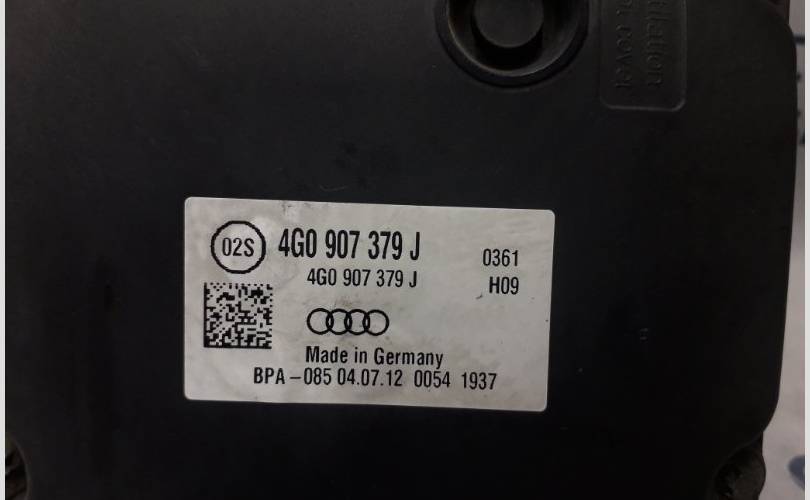 02S
4G0 907 379 J
0361
4G0 907 379 J
H09
Made in Germany
BPA-085 04.07.12 0054 1937